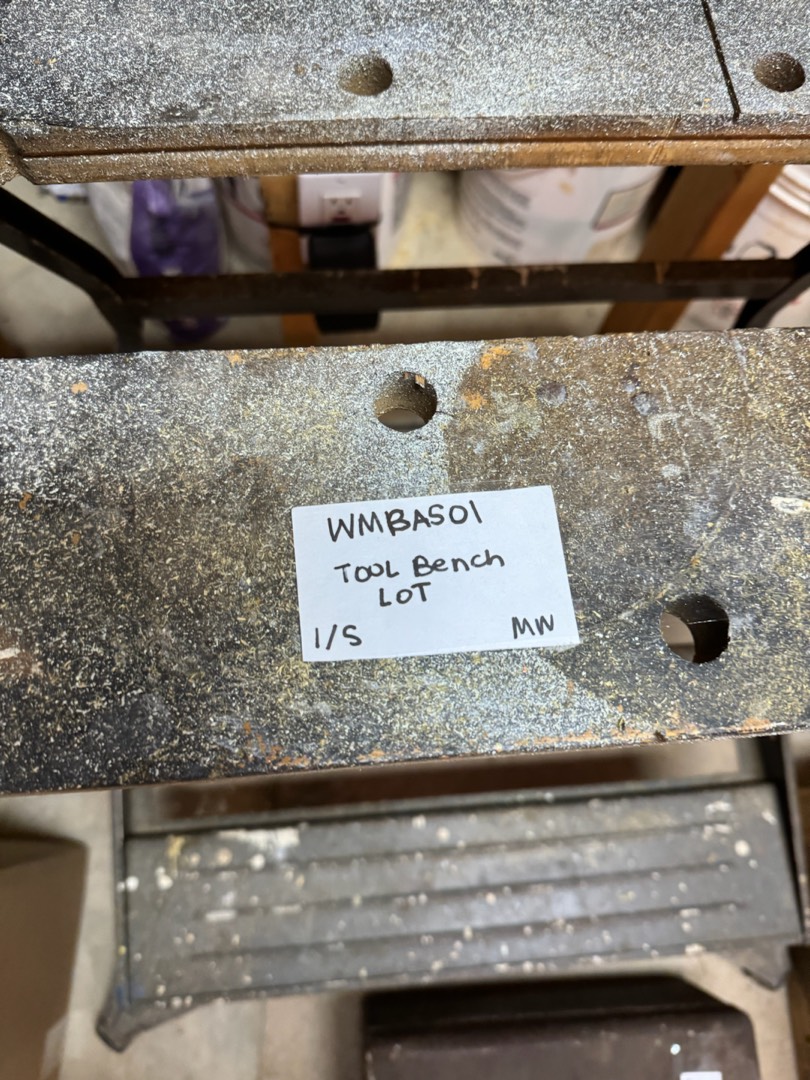 WMBAS01
TOOL Bench
LOT
1/S MW